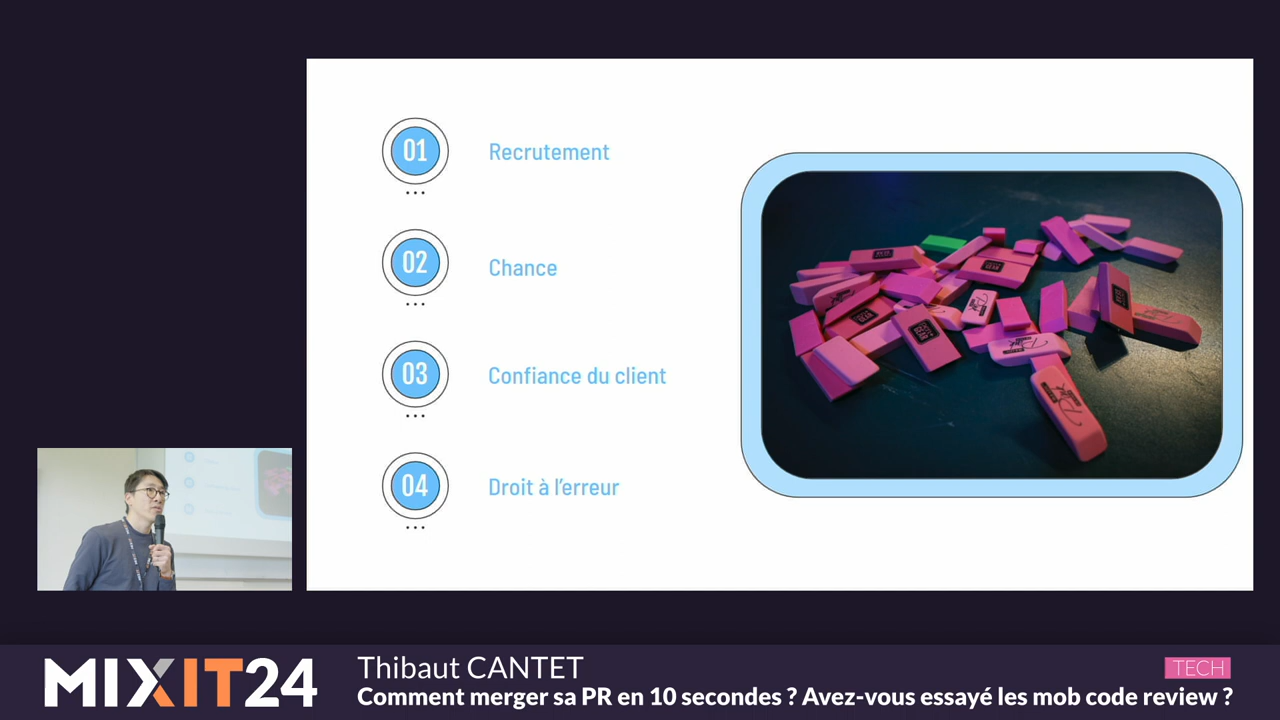 01
Recrutement
02
Chance
03
Confiance du client
04
Droit à l'erreur
MIXIT24
Thibaut CANTET
TECH
Comment merger sa PR en 10 secondes ? Avez-vous essayé les mob code review ?